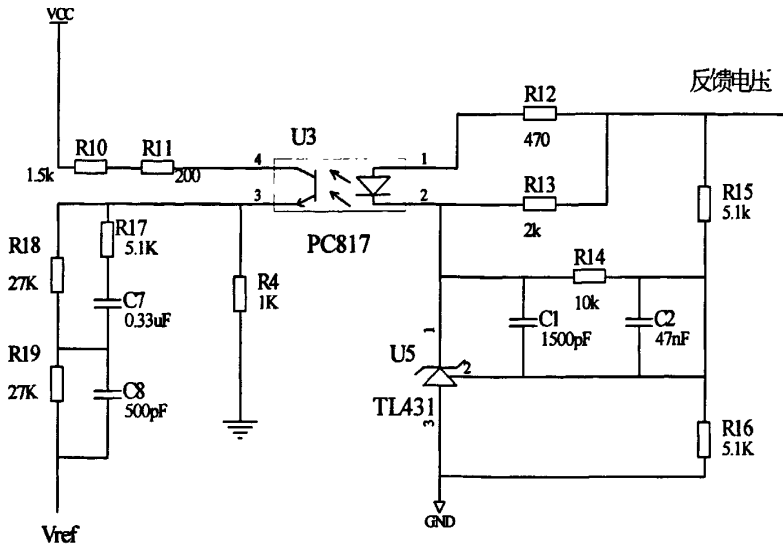 VCC
反馈电压
R12
470
U3
R10
R11
4
1
1.5k
200
3
2
R13
2k
R15
5.1k
PC817
R17
5.1K
R18
27K
R4
1K
R14
10k
C7
0.33uF
C1
1500pF
C2
47nF
1
U5
2
R19
27K
C8
500pF
TL431
3
R16
5.1K
GND
Vref